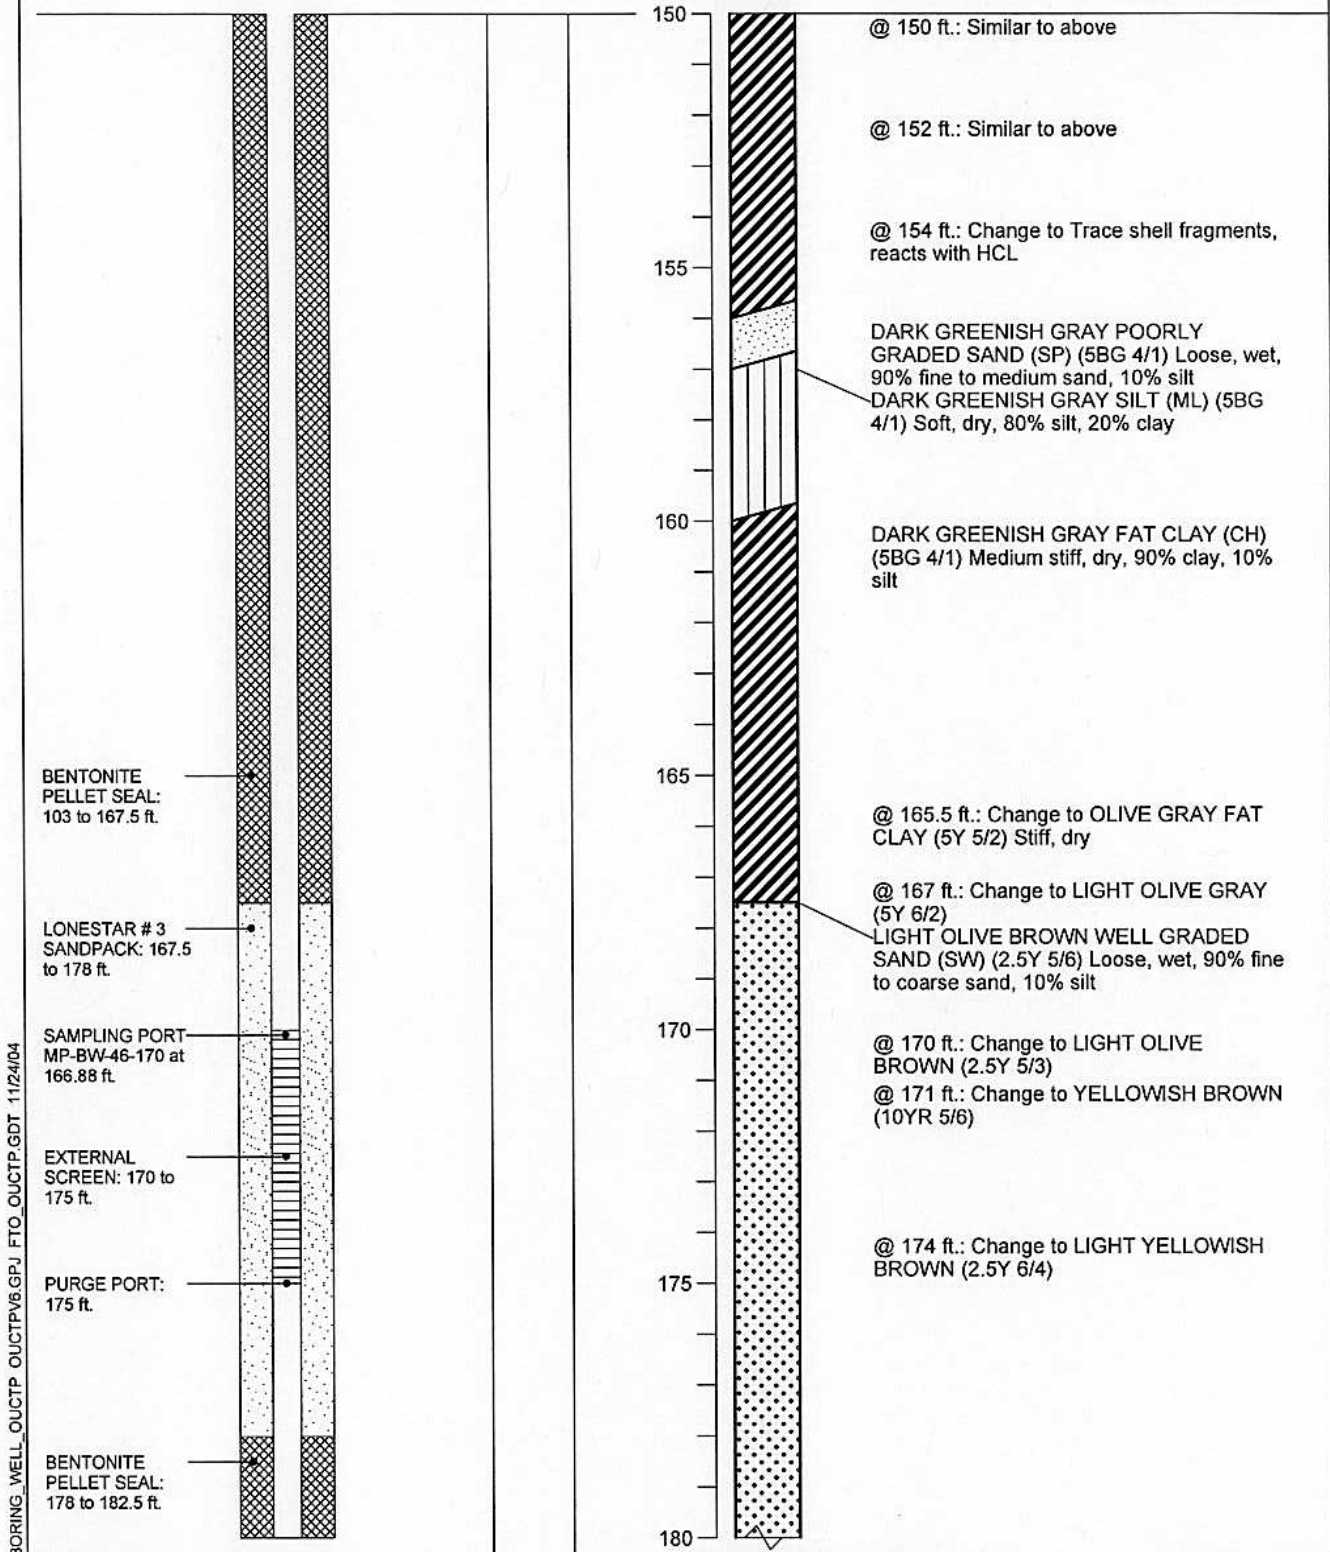 150
@ 150 ft.: Similar to above
@ 152 ft.: Similar to above
@ 154 ft.: Change to Trace shell fragments,
reacts with HCL
155
DARK GREENISH GRAY POORLY
GRADED SAND (SP) (5BG 4/1) Loose, wet,
90% fine to medium sand, 10% silt
DARK GREENISH GRAY SILT (ML) (5BG
4/1) Soft, dry, 80% silt, 20% clay
160
DARK GREENISH GRAY FAT CLAY (CH)
(5BG 4/1) Medium stiff, dry, 90% clay, 10%
silt
BENTONITE
PELLET SEAL:
103 to 167.5 ft.
165
@ 165.5 ft.: Change to OLIVE GRAY FAT
CLAY (5Y 5/2) Stiff, dry
@ 167 ft.: Change to LIGHT OLIVE GRAY
(5Y 6/2)
LONESTAR # 3
SANDPACK: 167.5
to 178 ft.
LIGHT OLIVE BROWN WELL GRADED
SAND (SW) (2.5Y 5/6) Loose, wet, 90% fine
to coarse sand, 10% silt
SAMPLING PORT
MP-BW-46-170 at
166.88 ft.
170
@ 170 ft.: Change to LIGHT OLIVE
BROWN (2.5Y 5/3)
@ 171 ft.: Change to YELLOWISH BROWN
(10YR 5/6)
EXTERNAL
SCREEN: 170 to
175 ft.
@ 174 ft.: Change to LIGHT YELLOWISH
BROWN (2.5Y 6/4)
PURGE PORT:
175 ft.
175
BENTONITE
PELLET SEAL:
178 to 182.5 ft.
180
BORING_WELL_OUCTP OUCTPV6.GPJ FTO_OUCTP.GDT 11/24/04